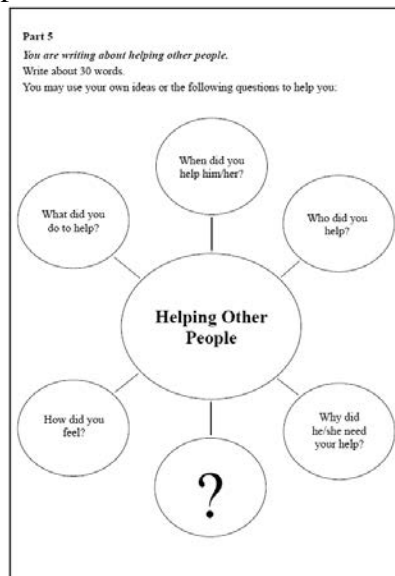 Part 5
You are writing about helping other people.
Write about 30 words.
You may use your own ideas or the following questions to help you:
When did you
help him/her?
What did you
do to help?
Who did you
help?
Helping Other
People
How did you
feel?
Why did
he/she need
your help?
?